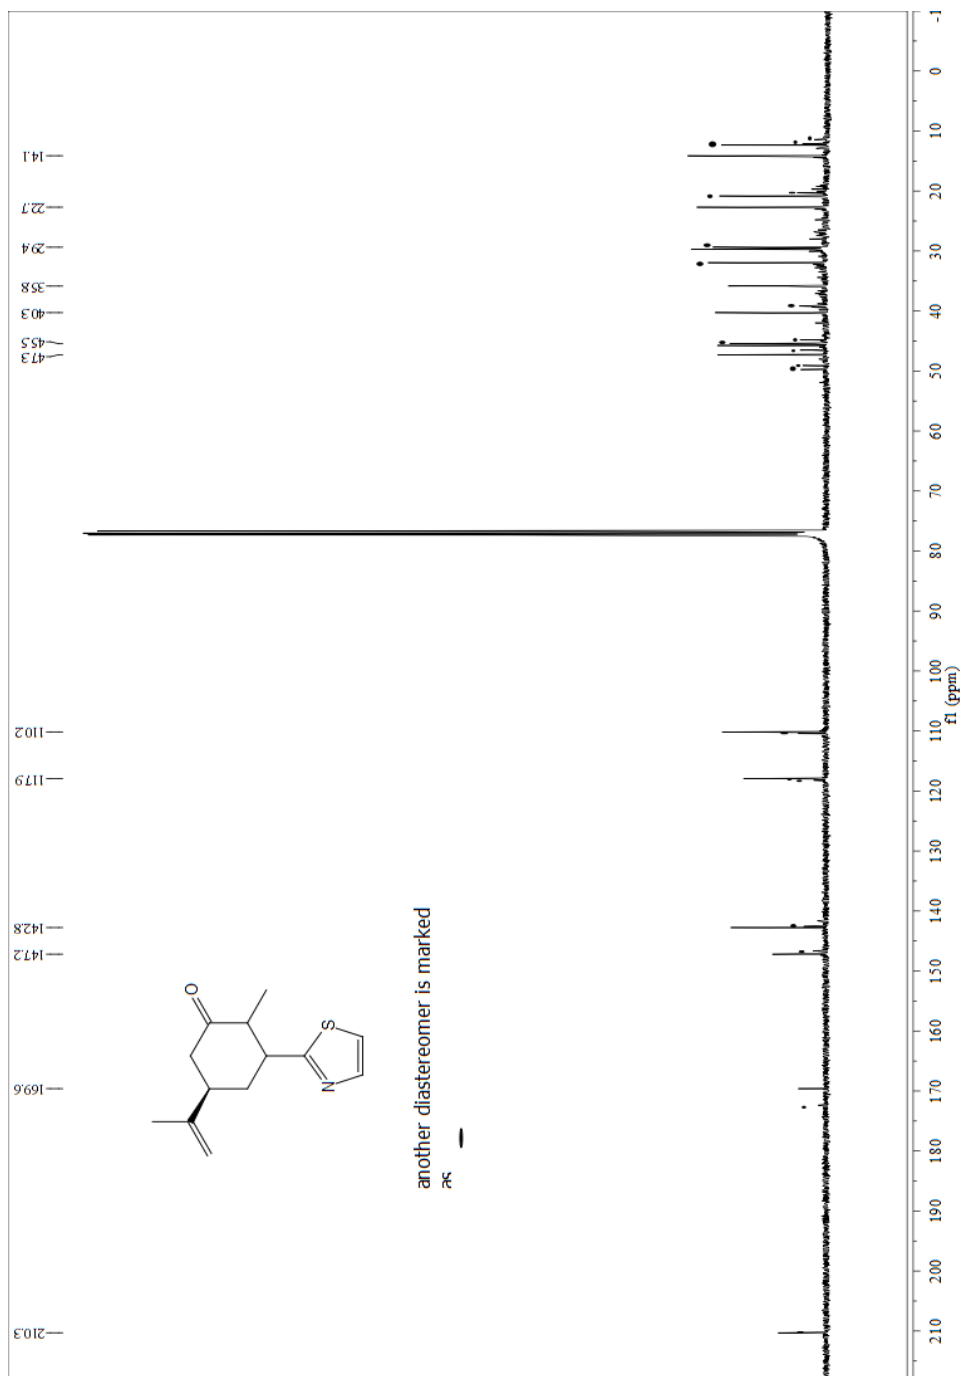 210.3 169.6 147.2 142.8 117.9 110.2 47.3 45.5 40.3 35.8 29.4 22.7 14.1
O
S
N
another diastereomer is marked
as
210 200 190 180 170 160 150 140 130 120 110 100 90 80 70 60 50 40 30 20 10 0 -1
f1 (ppm)